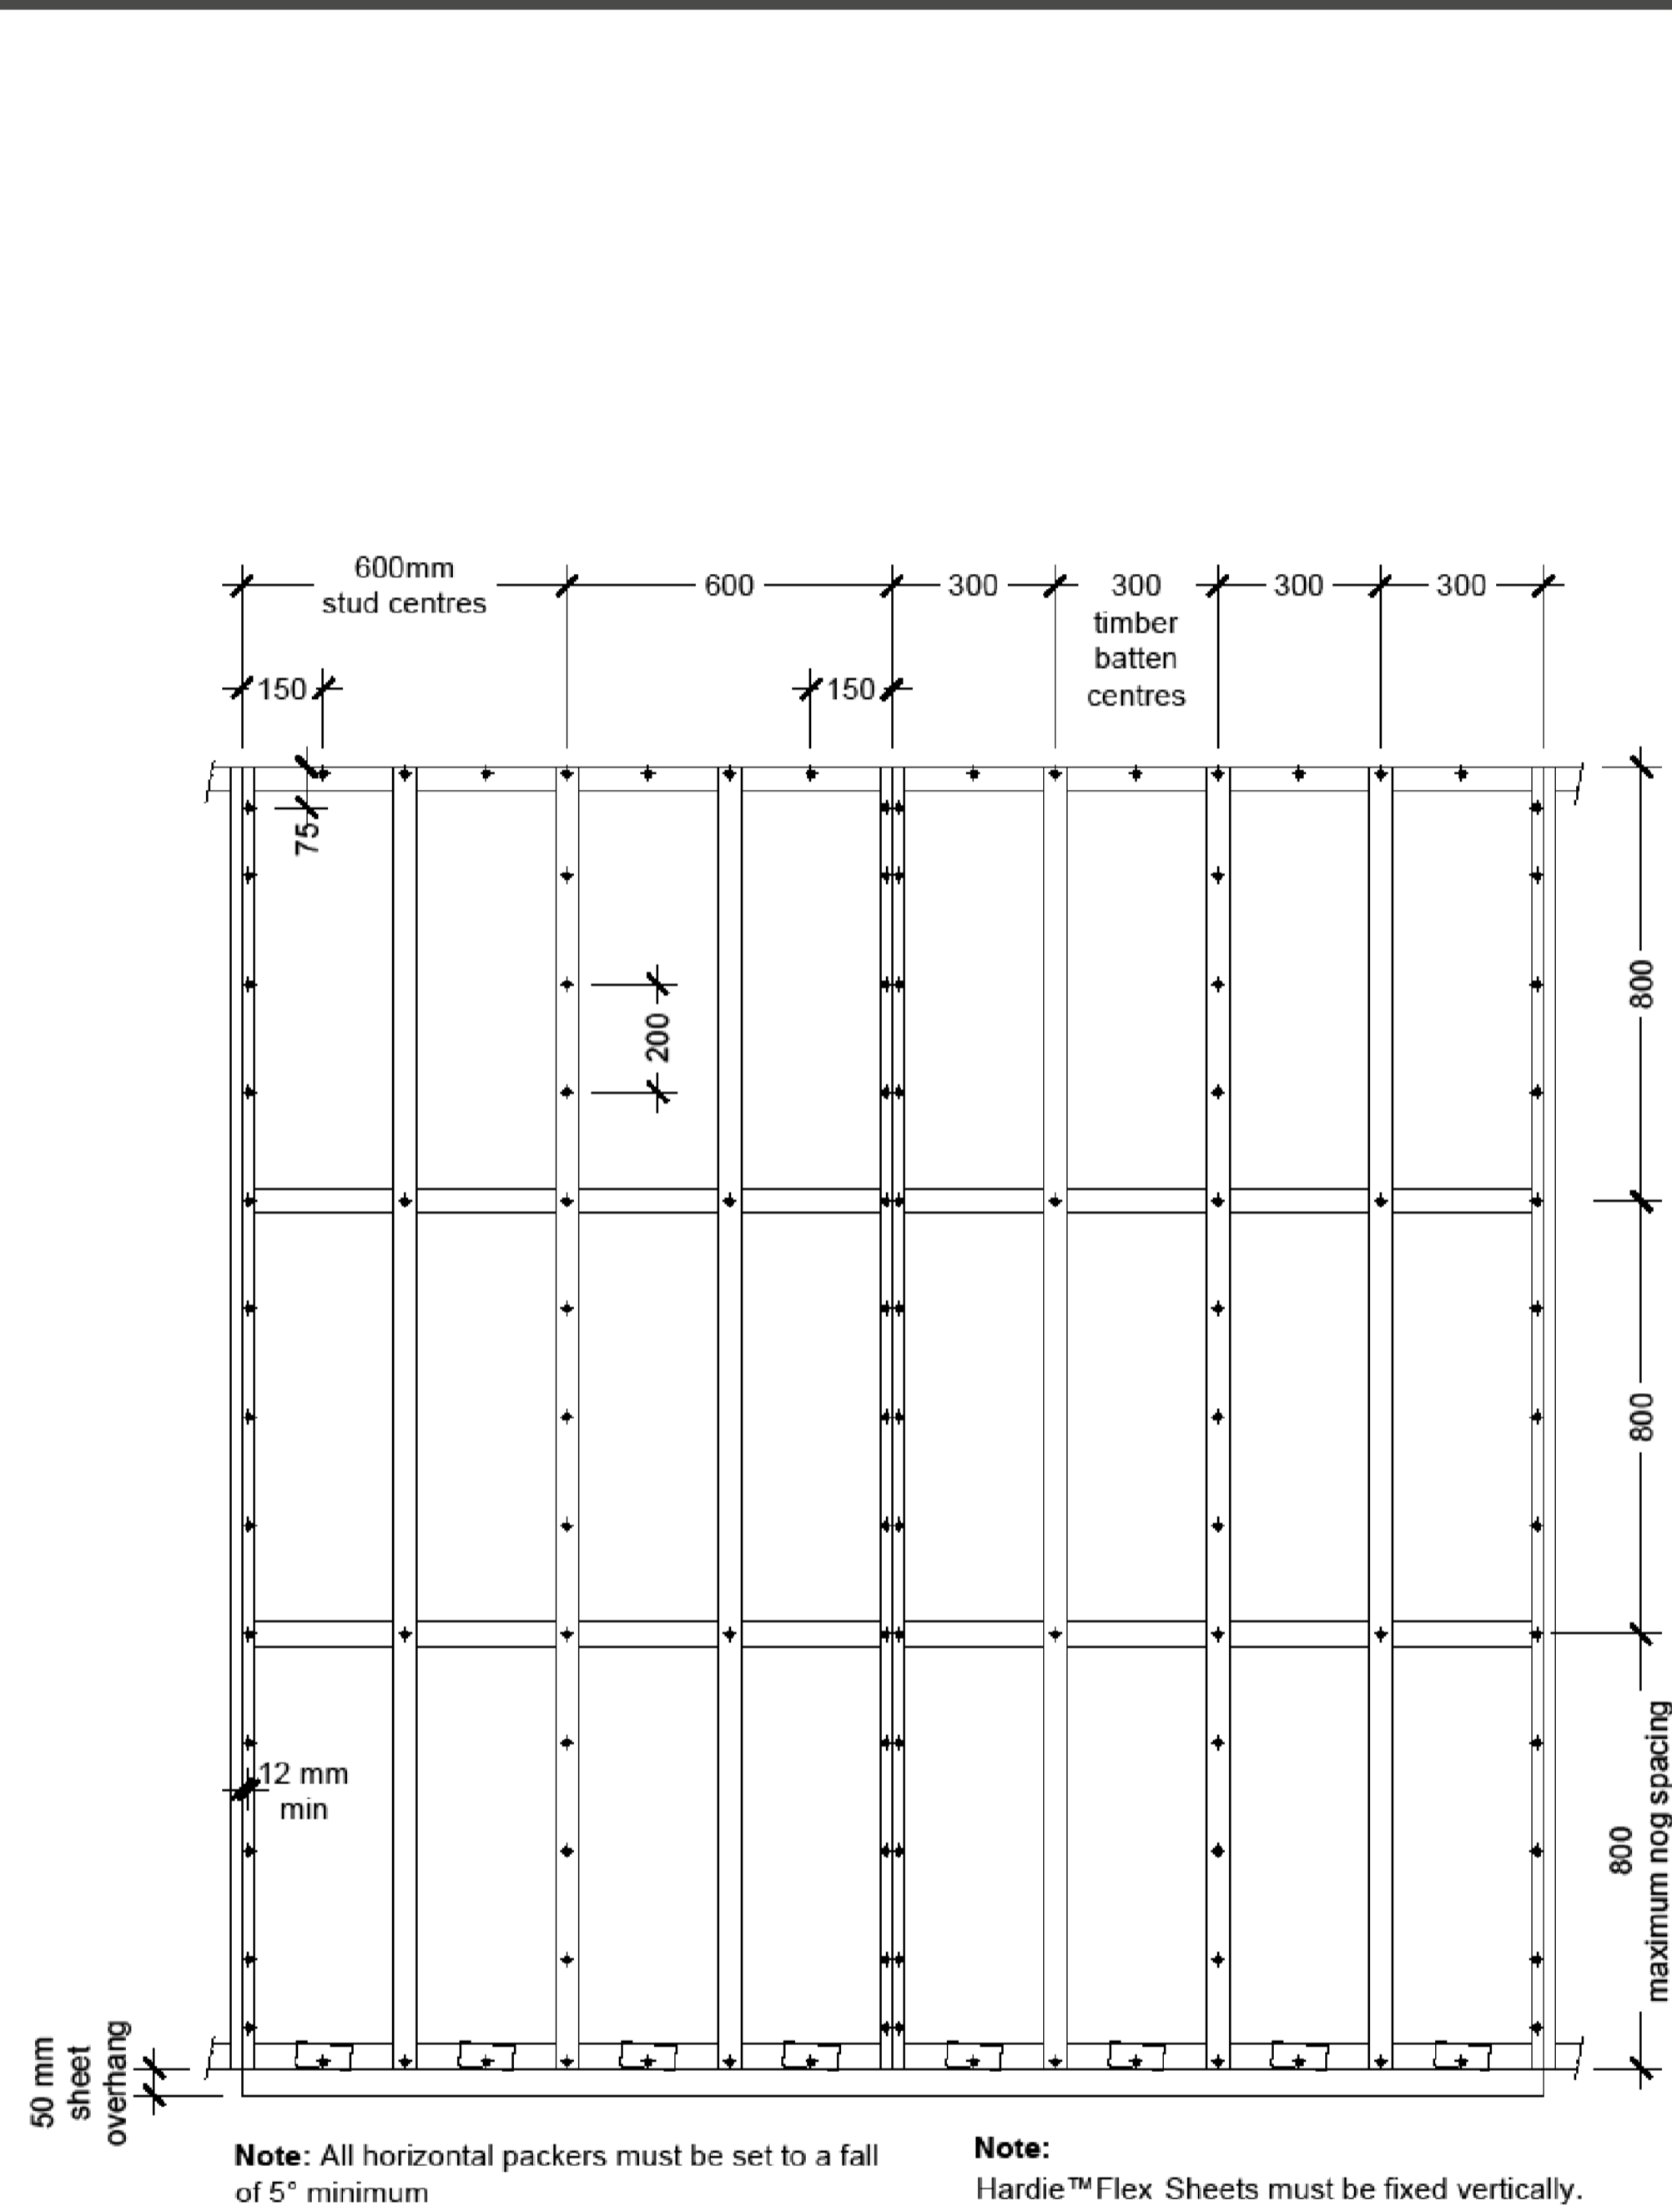 600mm
stud centres
600
300
300
timber
batten
centres
300
300
150
150
75
800
200
800
12 mm
min
800
maximum nog spacing
50 mm
sheet
overhang
Note: All horizontal packers must be set to a fall
of 5° minimum
Note:
Hardie™Flex Sheets must be fixed vertically.